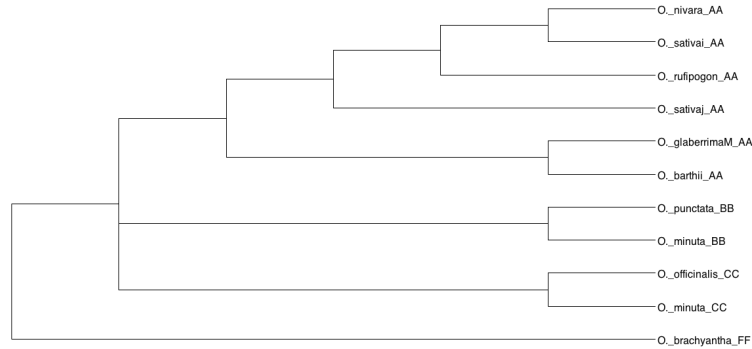 O._nivara_AA
O._sativai_AA
O._rufipogon_AA
O._sativaj_AA
O._glaberrimaM_AA
O._barthii_AA
O._punctata_BB
O._minuta_BB
O._officinalis_CC
O._minuta_CC
O._brachyantha_FF